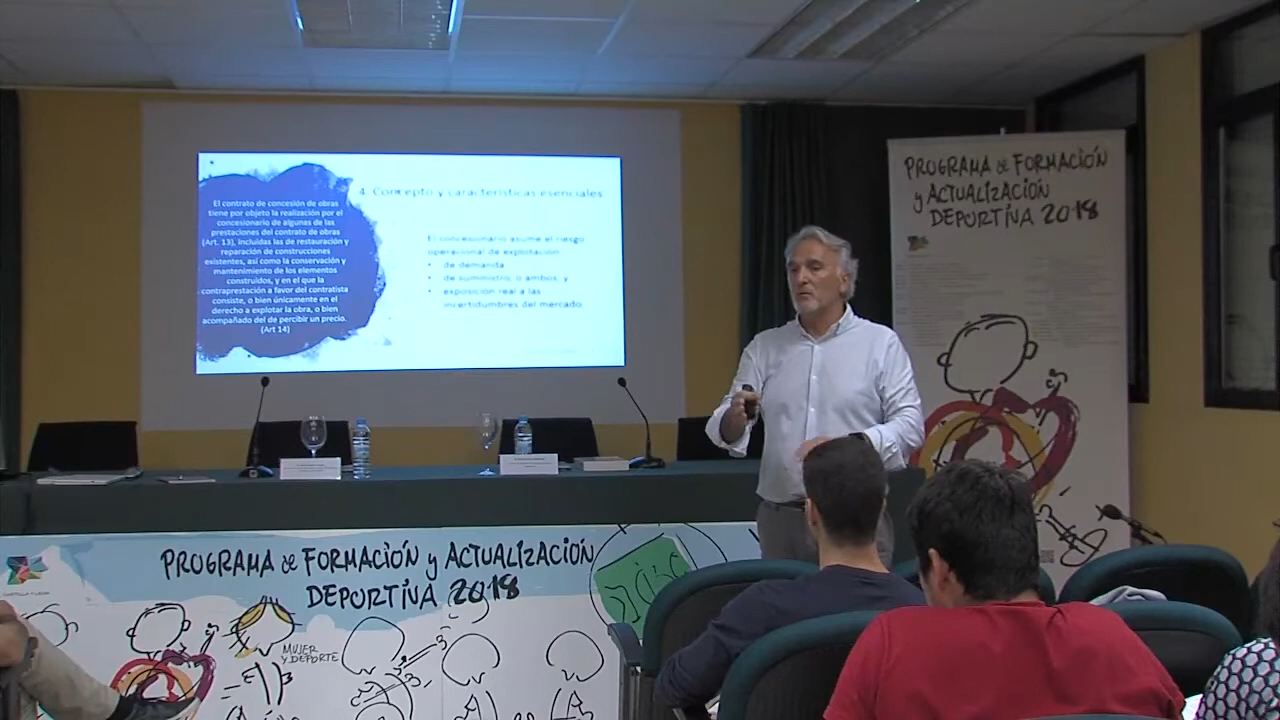 4. Concepto y características esenciales
El contrato de concesión de obras
tiene por objeto la realización por el
concesionario de algunas de las
prestaciones del contrato de obras
(Art. 13), incluidas las de restauración y
reparación de construcciones
existentes, así como la conservación y
mantenimiento de los elementos
construidos, y en el que la
contraprestación a favor del contratista
consiste, o bien únicamente en el
derecho a explotar la obra, o bien
acompañado del de percibir un precio.
(Art 14)
El concesionario asume el riesgo
operacional de explotación
• de demanda
• de suministro, o ambos, y
• exposición real a las
incertidumbres del mercado.
PROGRAMA de FORMACIÓN
y ACTUALIZACIÓN
DEPORTIVA 2018
PROGRAMA de FORMACIÓN y ACTUALIZACIÓN
DEPORTIVA 2018
MUJER
Y DEPORTE